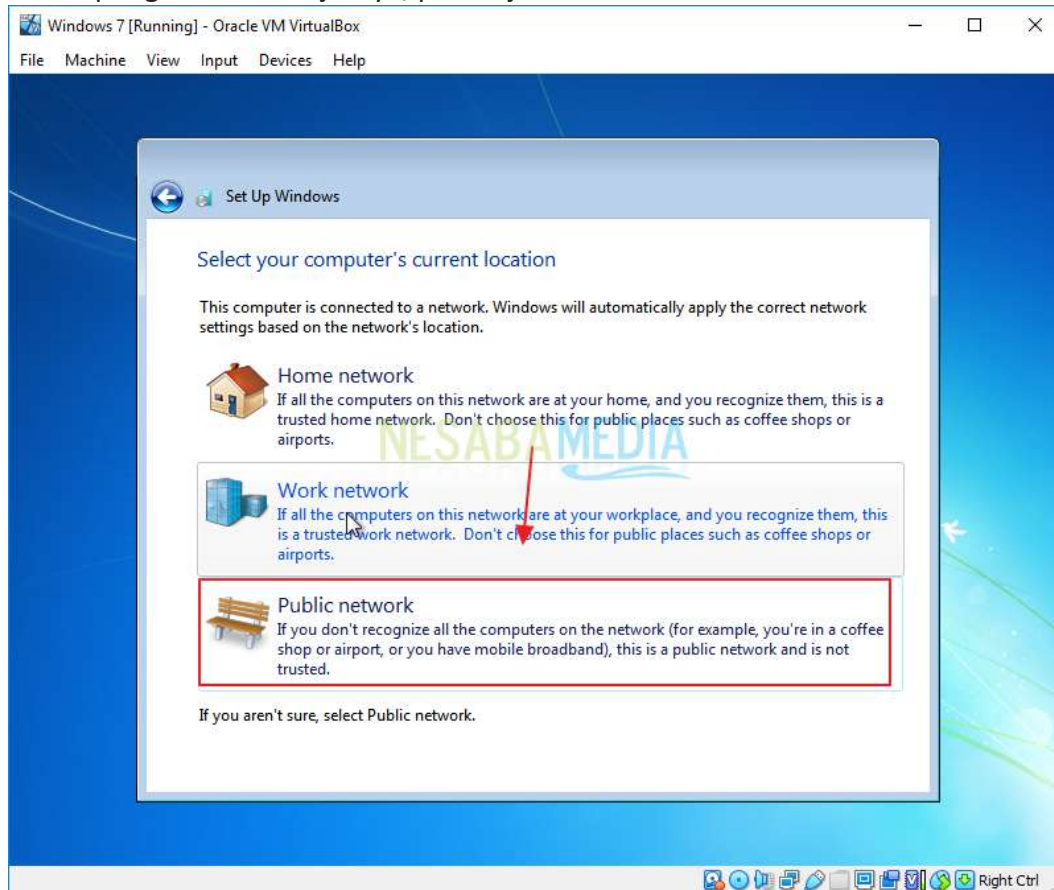 Windows 7 [Running] - Oracle VM VirtualBox
File Machine View Input Devices Help
Set Up Windows
Select your computer's current location
This computer is connected to a network. Windows will automatically apply the correct network
settings based on the network's location.
Home network
If all the computers on this network are at your home, and you recognize them, this is a
trusted home network. Don't choose this for public places such as coffee shops or
airports.
NESABAMEDIA
Work network
If all the computers on this network are at your workplace, and you recognize them, this
is a trusted work network. Don't choose this for public places such as coffee shops or
airports.
Public network
If you don't recognize all the computers on the network (for example, you're in a coffee
shop or airport, or you have mobile broadband), this is a public network and is not
trusted.
If you aren't sure, select Public network.
Right Ctrl